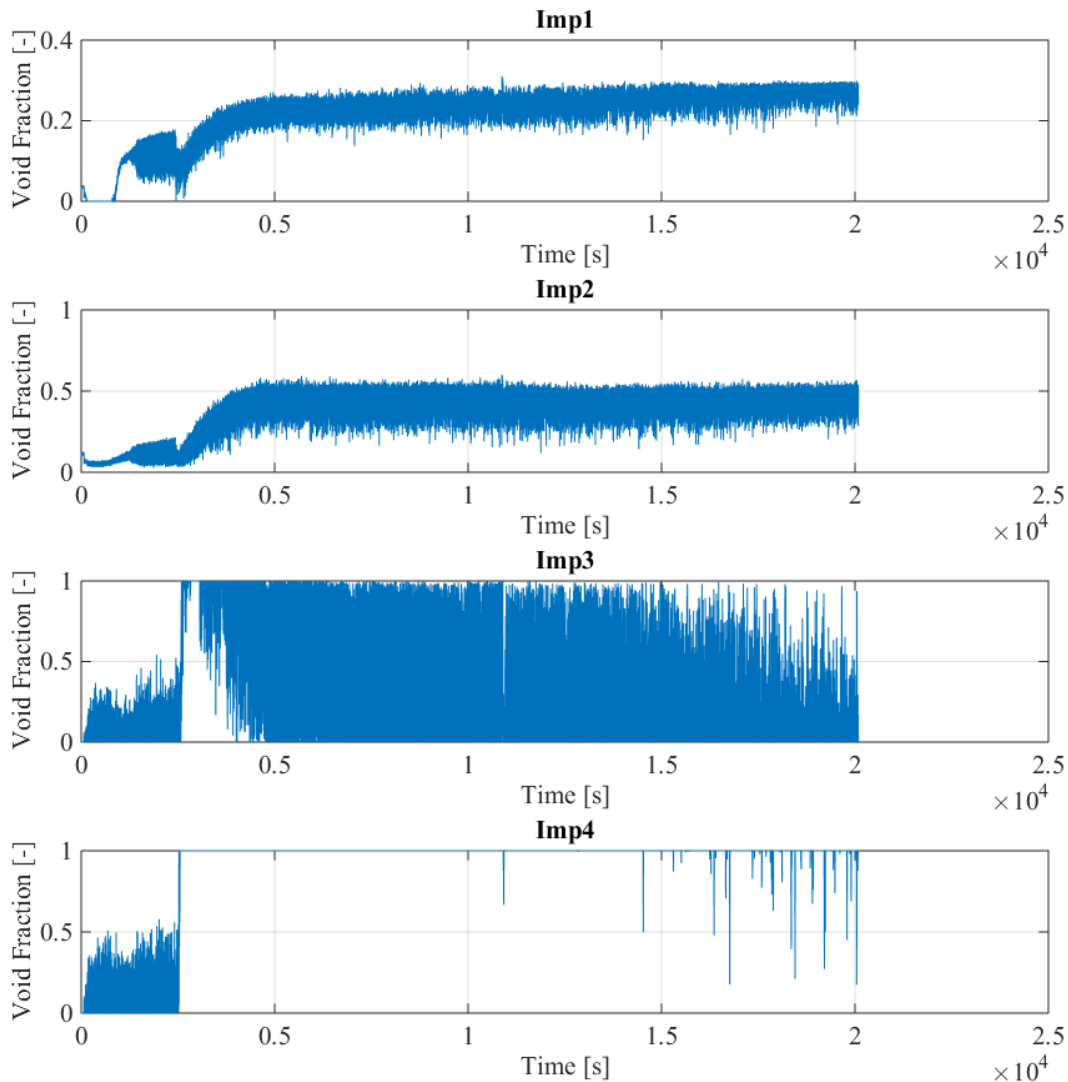 Imp1
Void Fraction [-]
0.4
0.2
0
0 0.5 1 1.5 2 2.5
Time [s]
×10^4
Imp2
Void Fraction [-]
1
0.5
0
0 0.5 1 1.5 2 2.5
Time [s]
×10^4
Imp3
Void Fraction [-]
1
0.5
0
0 0.5 1 1.5 2 2.5
Time [s]
×10^4
Imp4
Void Fraction [-]
1
0.5
0
0 0.5 1 1.5 2 2.5
Time [s]
×10^4